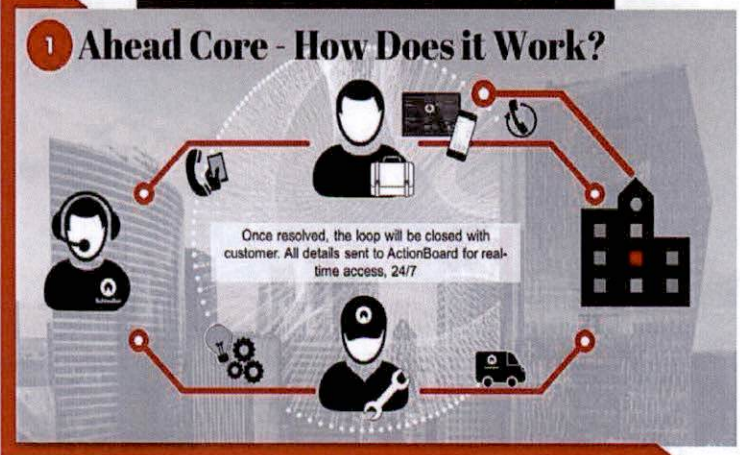 1
Ahead Core - How Does it Work?
Once resolved, the loop will be closed with
customer. All details sent to ActionBoard for real-
time access, 24/7